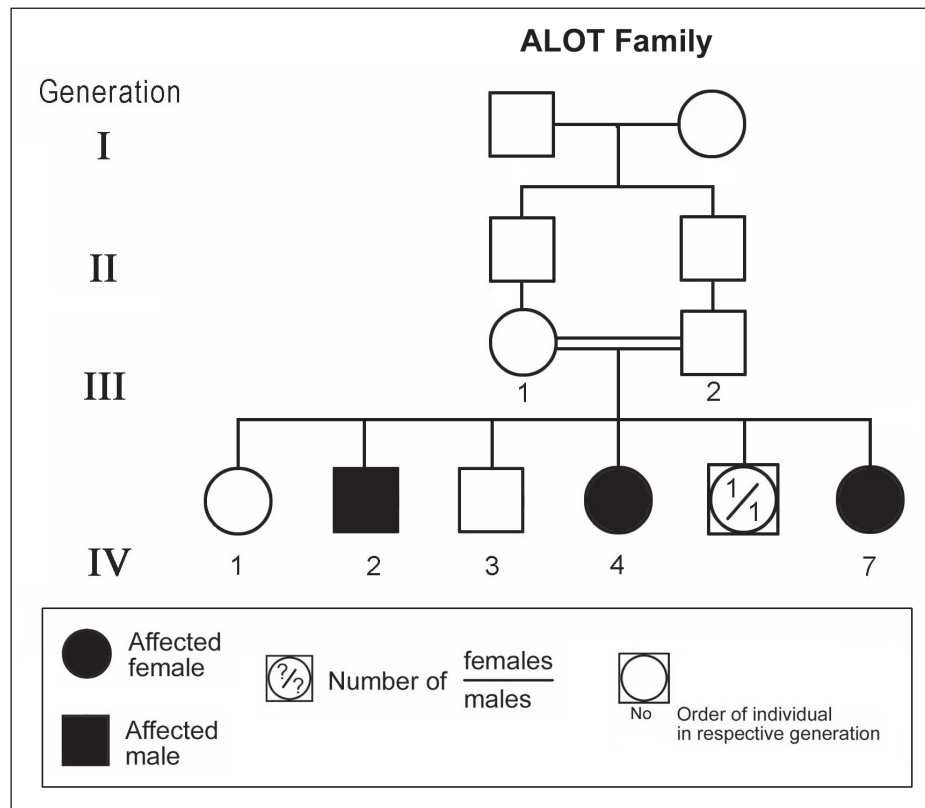 ALOT Family
Generation
I
II
1 2
III
1/1
1 2 3 4 7
IV
Affected
female
?/?
Number of females
males
No
Order of individual
in respective generation
Affected
male